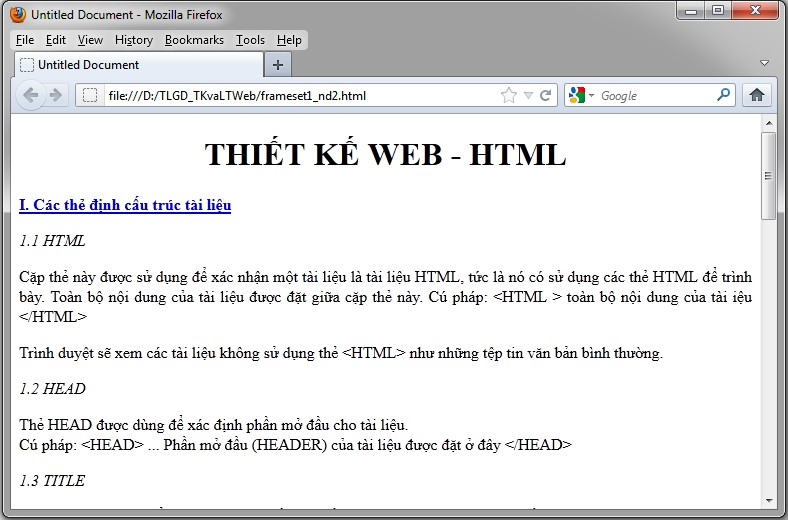 Untitled Document - Mozilla Firefox
File Edit View History Bookmarks Tools Help
Untitled Document
file:///D:/TLGD_TKvaLTWeb/frameset1_nd2.html Google
THIẾT KẾ WEB - HTML
I. Các thẻ định cấu trúc tài liệu
1.1 HTML
Cặp thẻ này được sử dụng để xác nhận một tài liệu là tài liệu HTML, tức là nó có sử dụng các thẻ HTML để trình
bày. Toàn bộ nội dung của tài liệu được đặt giữa cặp thẻ này. Cú pháp: <HTML > toàn bộ nội dung của tài iệu
</HTML>
Trình duyệt sẽ xem các tài liệu không sử dụng thẻ <HTML> như những tệp tin văn bản bình thường.
1.2 HEAD
Thẻ HEAD được dùng để xác định phần mở đầu cho tài liệu.
Cú pháp: <HEAD> ... Phần mở đầu (HEADER) của tài liệu được đặt ở đây </HEAD>
1.3 TITLE